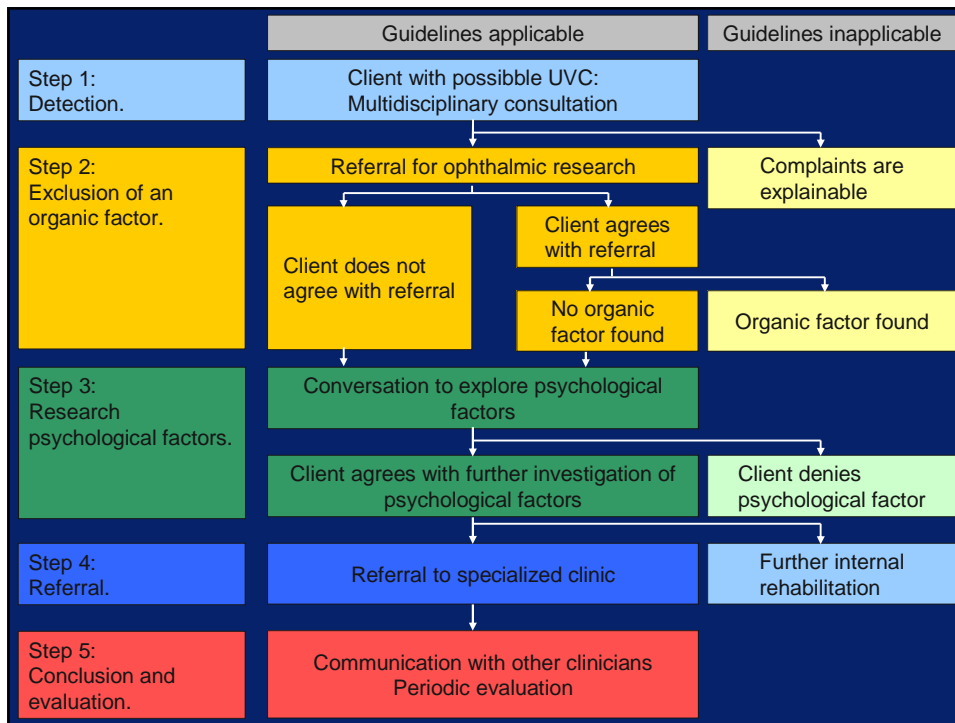 Guidelines applicable
Guidelines inapplicable
Step 1:
Detection.
Client with possibble UVC:
Multidisciplinary consultation
Step 2:
Exclusion of an
organic factor.
Referral for ophthalmic research
Complaints are
explainable
Client does not
agree with referral
Client agrees
with referral
No organic
factor found
Organic factor found
Step 3:
Research
psychological factors.
Conversation to explore psychological
factors
Client agrees with further investigation of
psychological factors
Client denies
psychological factor
Step 4:
Referral.
Referral to specialized clinic
Further internal
rehabilitation
Step 5:
Conclusion and
evaluation.
Communication with other clinicians
Periodic evaluation